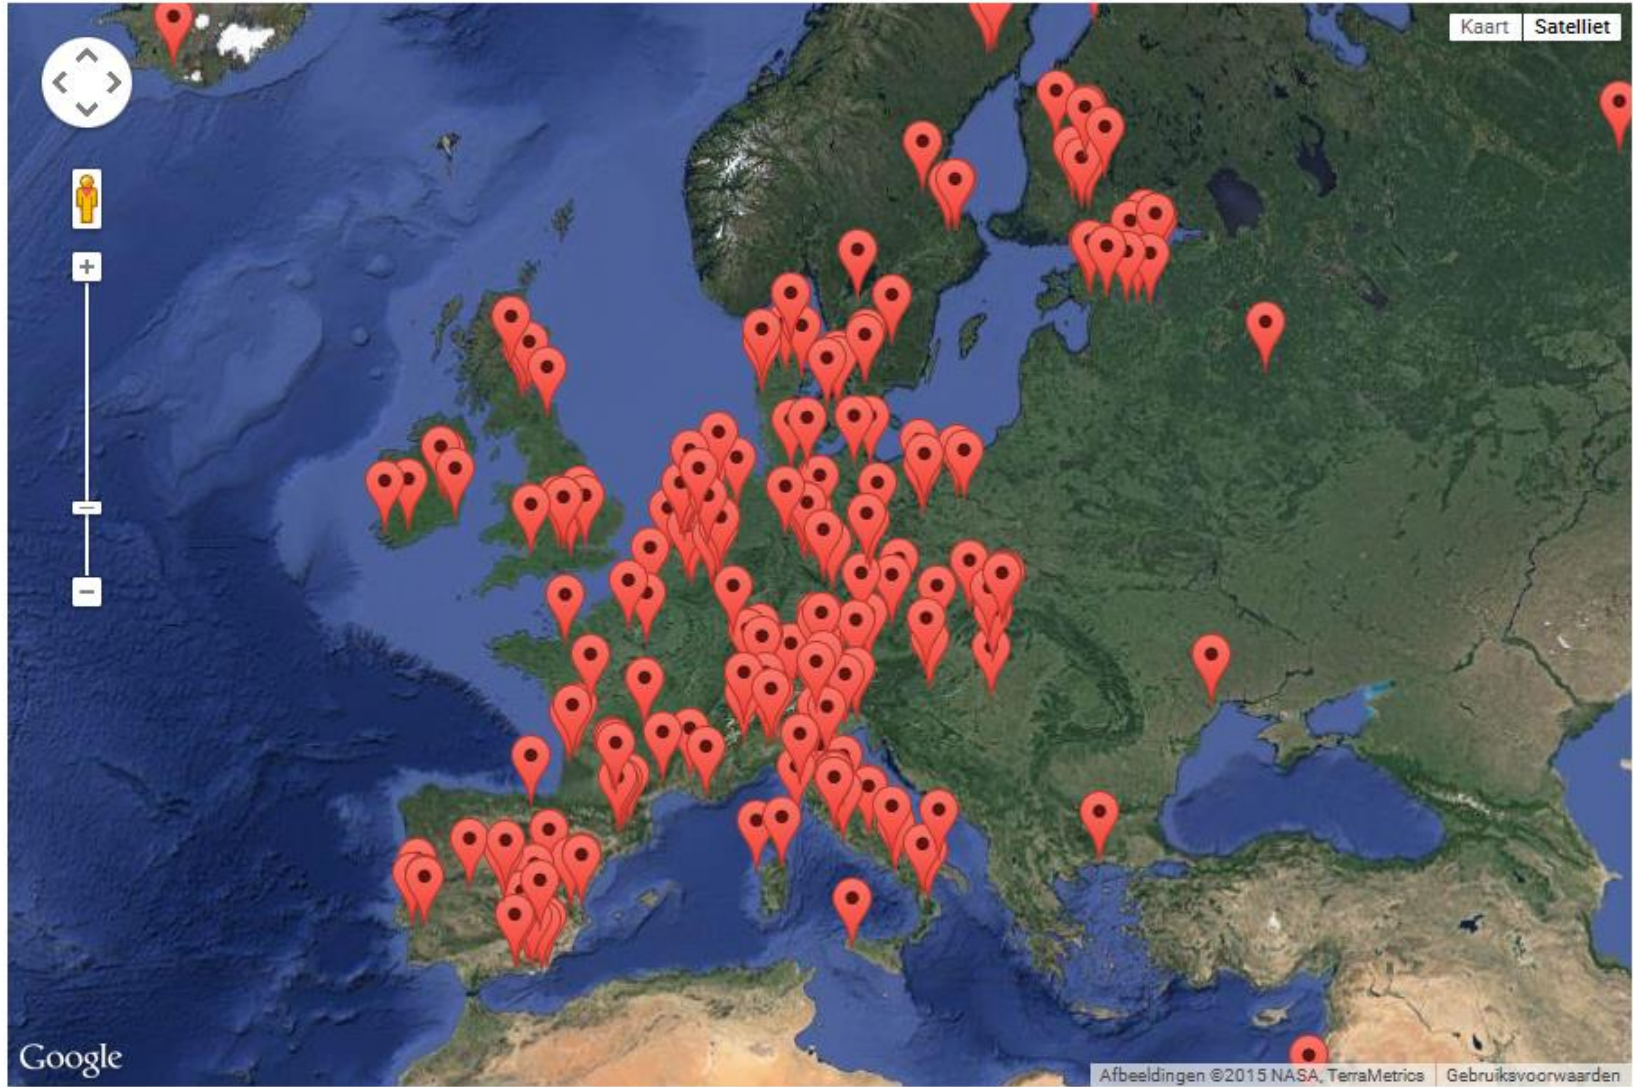 Kaart Satelliet
Google
Afbeeldingen ©2015 NASA, TerraMetrics Gebruiksvoorwaarden